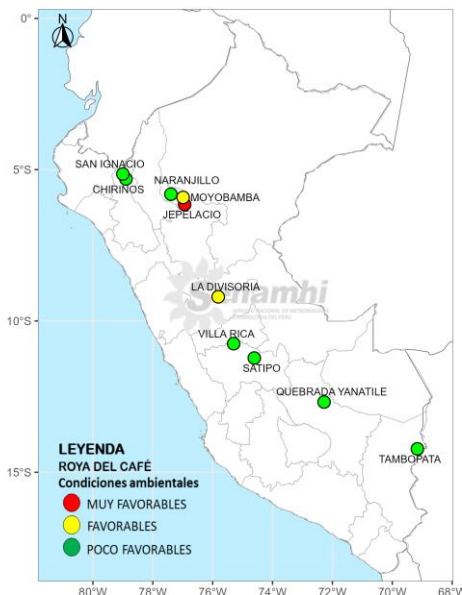 N
0°
5°S
10°S
15°S
SAN IGNACIO
CHIRINOS
NARANJILLO
MOYOBAMBA
JEPELACIO
LA DIVISORIA
Senamhi
VILLA RICA
SATIPO
QUEBRADA YANATILE
TAMBOPATA
LEYENDA
ROYA DEL CAFÉ
Condiciones ambientales
MUY FAVORABLES
FAVORABLES
POCO FAVORABLES
80°W 78°W 76°W 74°W 72°W 70°W 68°W